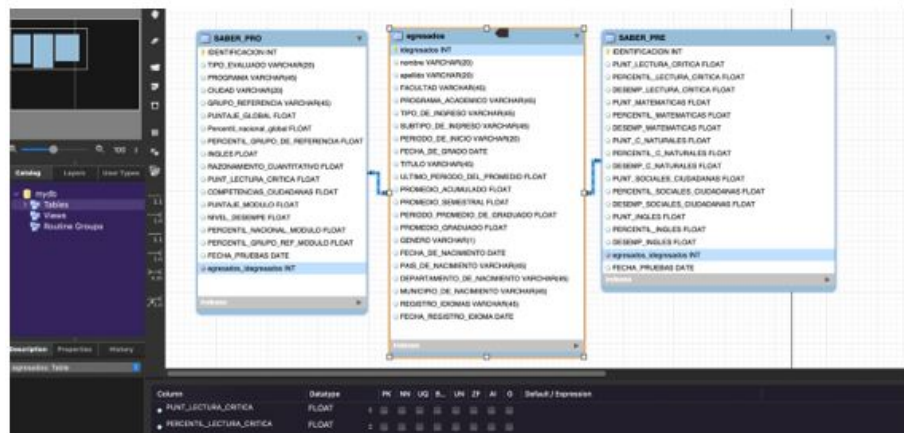 100
Catalog Layers User Types
mydb
Tables
Views
Routine Groups
Description Properties History
egresados: Table
SABER_PRO
IDENTIFICACION INT
TIPO_EVALUADO VARCHAR(20)
PROGRAMA VARCHAR(45)
CIUDAD VARCHAR(20)
GRUPO_REFERENCIA VARCHAR(45)
PUNTAJE_GLOBAL FLOAT
Percentil_nacional_global FLOAT
PERCENTIL_GRUPO_DE_REFERENCIA FLOAT
INGLES FLOAT
RAZONAMIENTO_CUANTITATIVO FLOAT
PUNT_LECTURA_CRITICA FLOAT
COMPETENCIAS_CIUDADANAS FLOAT
PUNTAJE_MODULO FLOAT
NIVEL_DESEMPE FLOAT
PERCENTIL_NACIONAL_MODULO FLOAT
PERCENTIL_GRUPO_REF_MODULO FLOAT
FECHA_PRUEBAS DATE
egresados_idegresados INT
Indexes
egresados
idegresados INT
nombre VARCHAR(20)
apellido VARCHAR(20)
FACULTAD VARCHAR(45)
PROGRAMA_ACADEMICO VARCHAR(45)
TIPO_DE_INGRESO VARCHAR(45)
SUBTIPO_DE_INGRESO VARCHAR(45)
PERIODO_DE_INICIO VARCHAR(20)
FECHA_DE_GRADO DATE
TITULO VARCHAR(45)
ULTIMO_PERIODO_DEL_PROMEDIO FLOAT
PROMEDIO_ACUMULADO FLOAT
PROMEDIO_SEMESTRAL FLOAT
PERIODO_PROMEDIO_DE_GRADUADO FLOAT
PROMEDIO_GRADUADO FLOAT
GENERO VARCHAR(1)
FECHA_DE_NACIMIENTO DATE
PAIS_DE_NACIMIENTO VARCHAR(45)
DEPARTAMENTO_DE_NACIMIENTO VARCHAR(45)
MUNICIPIO_DE_NACIMIENTO VARCHAR(45)
REGISTRO_IDIOMAS VARCHAR(45)
FECHA_REGISTRO_IDIOMA DATE
Indexes
SABER_PRE
IDENTIFICACION INT
PUNT_LECTURA_CRITICA FLOAT
PERCENTIL_LECTURA_CRITICA FLOAT
DESEMP_LECTURA_CRITICA FLOAT
PUNT_MATEMATICAS FLOAT
PERCENTIL_MATEMATICAS FLOAT
DESEMP_MATEMATICAS FLOAT
PUNT_C_NATURALES FLOAT
PERCENTIL_C_NATURALES FLOAT
DESEMP_C_NATURALES FLOAT
PUNT_SOCIALES_CIUDADANAS FLOAT
PERCENTIL_SOCIALES_CIUDADANAS FLOAT
DESEMP_SOCIALES_CIUDADANAS FLOAT
PUNT_INGLES FLOAT
PERCENTIL_INGLES FLOAT
DESEMP_INGLES FLOAT
egresados_idegresados INT
FECHA_PRUEBAS DATE
Indexes
Column Datatype PK NN UQ B... UN ZF AI G Default / Expression
PUNT_LECTURA_CRITICA FLOAT
PERCENTIL_LECTURA_CRITICA FLOAT